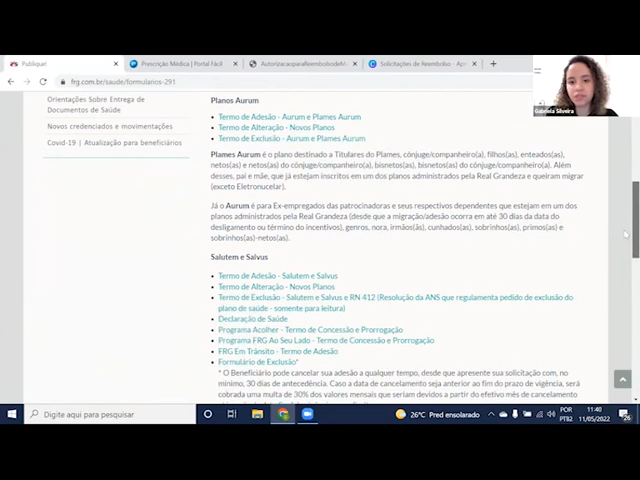 Publique!
Prescrição Médica | Portal Fácil
AutorizacaoparaReembolsodeMe
Solicitações de Reembolso - Apre
frg.com.br/saude/formularios-291
Gabriela Silveira
Orientações Sobre Entrega de
Documentos de Saúde
Novos credenciados e movimentações
Covid-19 | Atualização para beneficiários
Planos Aurum
Termo de Adesão - Aurum e Plames Aurum
Termo de Alteração - Novos Planos
Termo de Exclusão - Aurum e Plames Aurum
Plames Aurum é o plano destinado a Titulares do Plames, cônjuge/companheiro(a), filhos(as), enteados(as),
netos(as) e netos(as) do cônjuge/companheiro(a), bisnetos(as), bisnetos(as) do cônjuge/companheiro(a). Além
desses, pai e mãe, que já estejam inscritos em um dos planos administrados pela Real Grandeza e queiram migrar
(exceto Eletronuclear).
Já o Aurum é para Ex-empregados das patrocinadoras e seus respectivos dependentes que estejam em um dos
planos administrados pela Real Grandeza (desde que a migração/adesão ocorra em até 30 dias da data do
desligamento ou término do incentivos), genros, nora, irmãos(ãs), cunhados(as), sobrinhos(as), primos(as) e
sobrinhos(as)-netos(as).
Salutem e Salvus
Termo de Adesão - Salutem e Salvus
Termo de Alteração - Novos Planos
Termo de Exclusão - Salutem e Salvus e RN 412 (Resolução da ANS que regulamenta pedido de exclusão do
plano de saúde - somente para leitura)
Declaração de Saúde
Programa Acolher - Termo de Concessão e Prorrogação
Programa FRG Ao Seu Lado - Termo de Concessão e Prorrogação
FRG Em Trânsito - Termo de Adesão
Formulário de Exclusão*
* O Beneficiário pode cancelar sua adesão a qualquer tempo, desde que apresente sua solicitação com, no
mínimo, 30 dias de antecedência. Caso a data de cancelamento seja anterior ao fim do prazo de vigência, será
cobrada uma multa de 30% dos valores mensais que seriam devidos a partir do efetivo mês de cancelamento
Digite aqui para pesquisar
26°C Pred ensolarado
POR
PTB2
11:40
11/05/2022
26